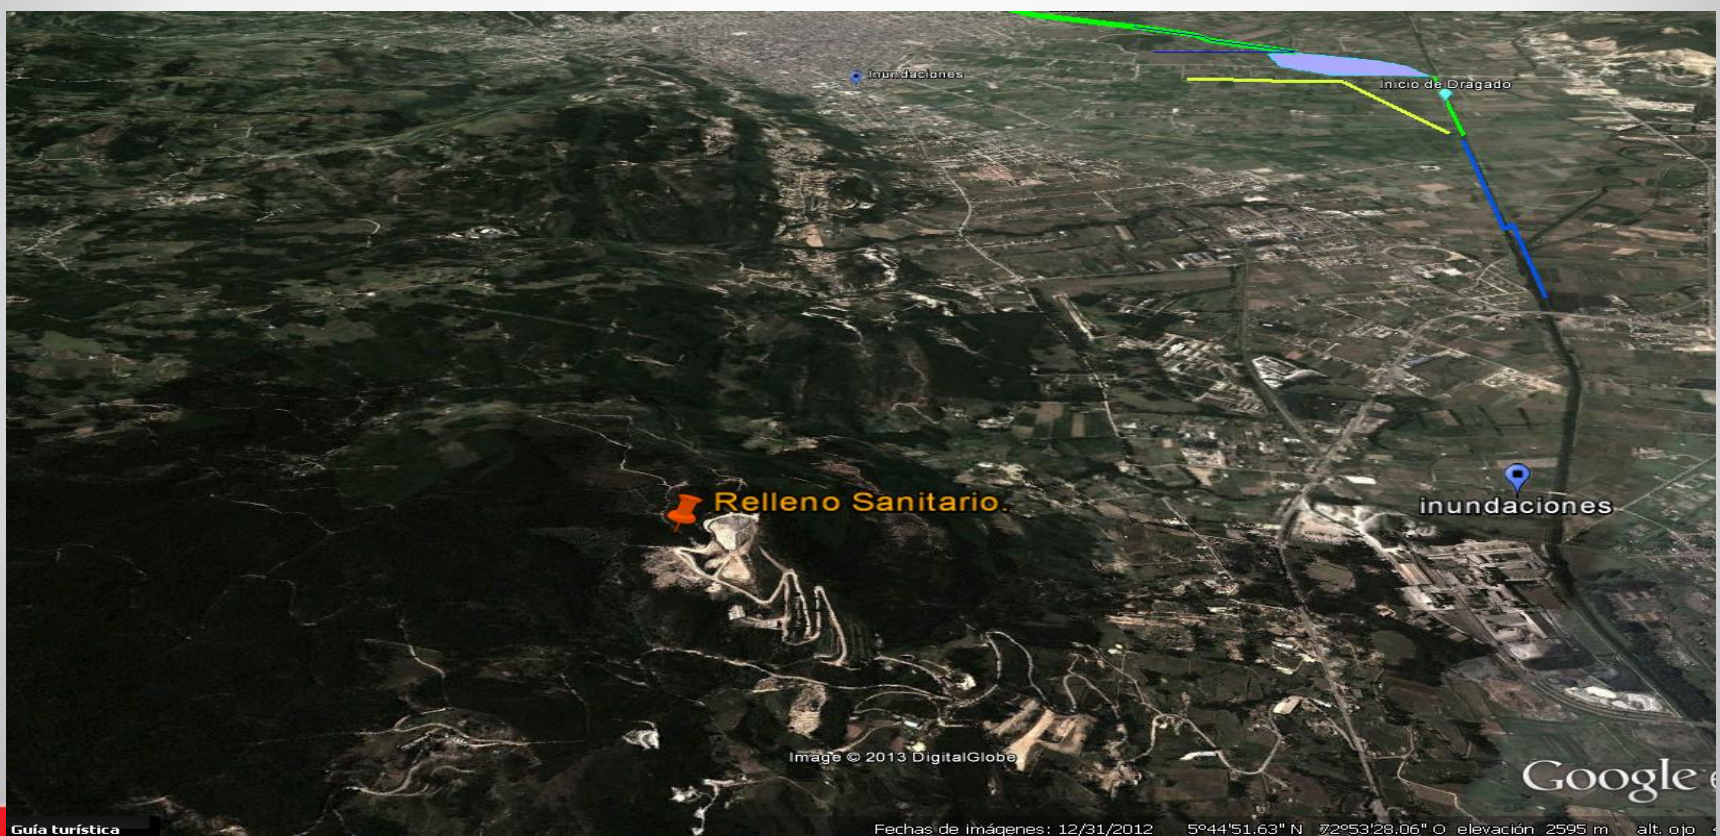 Inundaciones
Inicio de Dragado
Relleno Sanitario.
inundaciones
Image © 2013 DigitalGlobe
Google
Guía turística
Fechas de imágenes: 12/31/2012 5°44'51.63" N 72°53'28.06" O elevación 2595 m alt. ojo